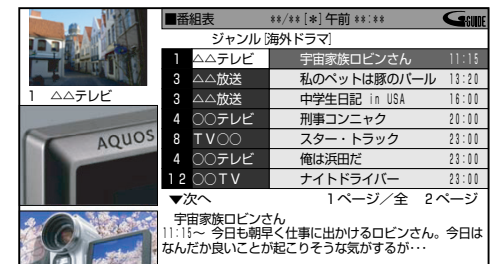 ■番組表 **/** [*] 午前 **:** G-GUIDE
ジャンル [海外ドラマ]
1 △△テレビ 宇宙家族ロビンさん 11:15
3 △△放送 私のペットは豚のパール 13:20
3 △△放送 中学生日記 in USA 16:00
4 ○○テレビ 刑事コンニャク 20:00
8 TV○○ スター・トラック 23:00
4 ○○テレビ 俺は浜田だ 23:00
12 ○○TV ナイトドライバー 23:00
▼次へ 1ページ/全 2ページ
宇宙家族ロビンさん
11:15~ 今日も朝早く仕事に出かけるロビンさん。今日は
なんだか良いことが起こりそうな気がするが・・・
1 △△テレビ
AQUOS